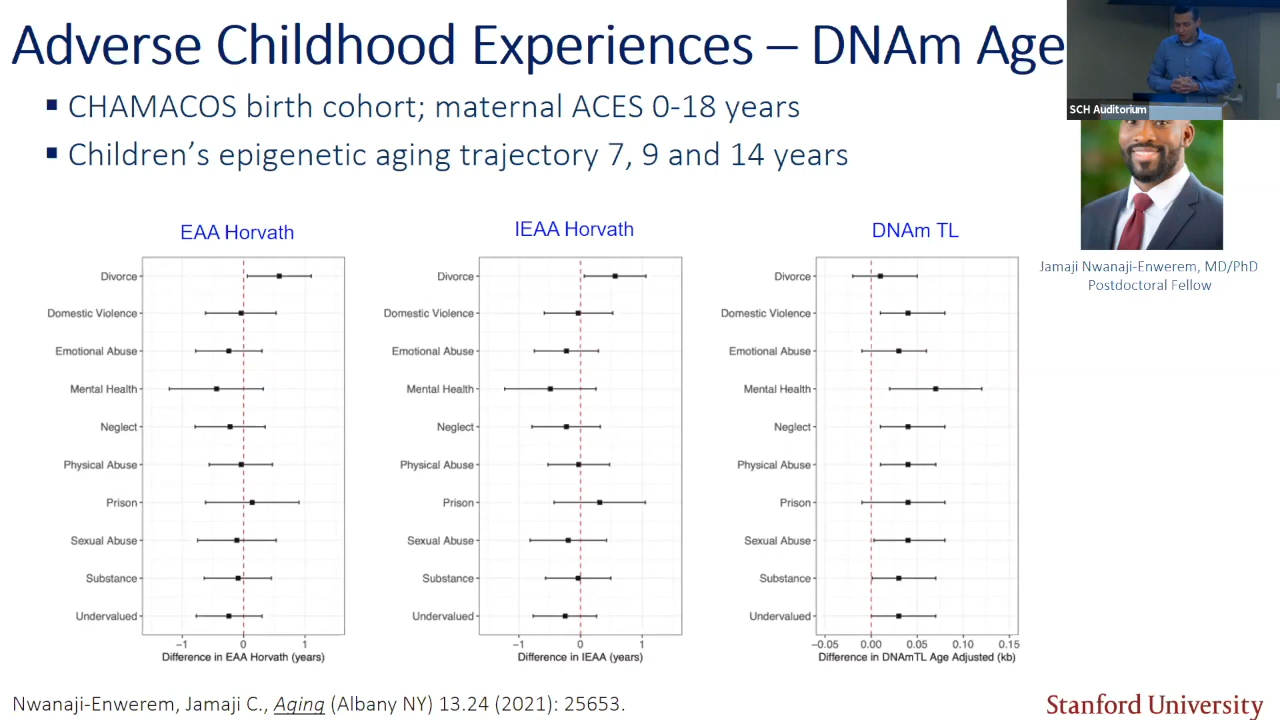 Adverse Childhood Experiences – DNAm Age
SCH Auditorium
▪ CHAMACOS birth cohort; maternal ACES 0-18 years
▪ Children's epigenetic aging trajectory 7, 9 and 14 years
Jamaji Nwanaji-Enwerem, MD/PhD
Postdoctoral Fellow
EAA Horvath
Divorce
Domestic Violence
Emotional Abuse
Mental Health
Neglect
Physical Abuse
Prison
Sexual Abuse
Substance
Undervalued
−1 0 1
Difference in EAA Horvath (years)
IEAA Horvath
Divorce
Domestic Violence
Emotional Abuse
Mental Health
Neglect
Physical Abuse
Prison
Sexual Abuse
Substance
Undervalued
−1 0 1
Difference in IEAA (years)
DNAm TL
Divorce
Domestic Violence
Emotional Abuse
Mental Health
Neglect
Physical Abuse
Prison
Sexual Abuse
Substance
Undervalued
−0.05 0.00 0.05 0.10 0.15
Difference in DNAmTL Age Adjusted (kb)
Nwanaji-Enwerem, Jamaji C., Aging (Albany NY) 13.24 (2021): 25653.
Stanford University